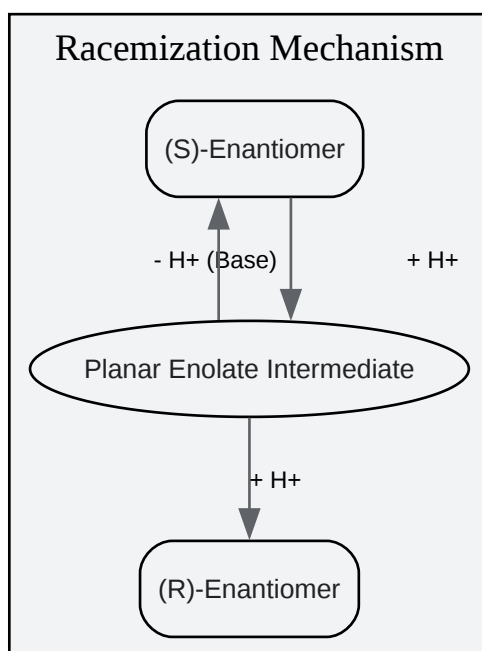 Racemization Mechanism
(S)-Enantiomer
- H+ (Base)
+ H+
Planar Enolate Intermediate
+ H+
(R)-Enantiomer